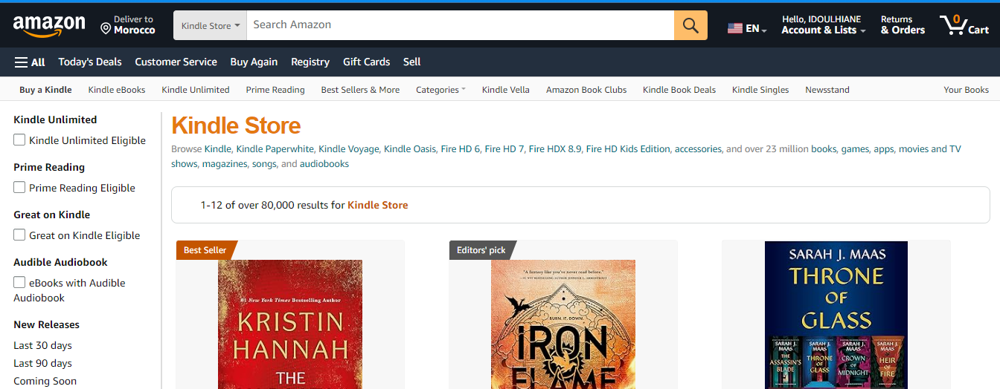 amazon
Deliver to
Morocco
Kindle Store
Search Amazon
EN
Hello, IDOULHIANE
Account & Lists
Returns
& Orders
0
Cart
All Today's Deals Customer Service Buy Again Registry Gift Cards Sell
Buy a Kindle Kindle eBooks Kindle Unlimited Prime Reading Best Sellers & More Categories Kindle Vella Amazon Book Clubs Kindle Book Deals Kindle Singles Newsstand Your Books
Kindle Unlimited
Kindle Unlimited Eligible
Prime Reading
Prime Reading Eligible
Great on Kindle
Great on Kindle Eligible
Audible Audiobook
eBooks with Audible
Audiobook
New Releases
Last 30 days
Last 90 days
Coming Soon
Kindle Store
Browse Kindle, Kindle Paperwhite, Kindle Voyage, Kindle Oasis, Fire HD 6, Fire HD 7, Fire HDX 8.9, Fire HD Kids Edition, accessories, and over 23 million books, games, apps, movies and TV
shows, magazines, songs, and audiobooks
1-12 of over 80,000 results for Kindle Store
Best Seller
#1 New York Times Bestselling Author
KRISTIN
HANNAH
THE
Editors' pick
"A fantasy like you've never read before."
BURN. IT. DOWN.
IRON
FLAME
SARAH J. MAAS
THRONE
OF
GLASS
SARAH J. MAAS
THE ASSASSIN'S BLADE
SARAH J. MAAS
THRONE OF GLASS
SARAH J. MAAS
CROWN OF MIDNIGHT
SARAH J. MAAS
HEIR OF FIRE